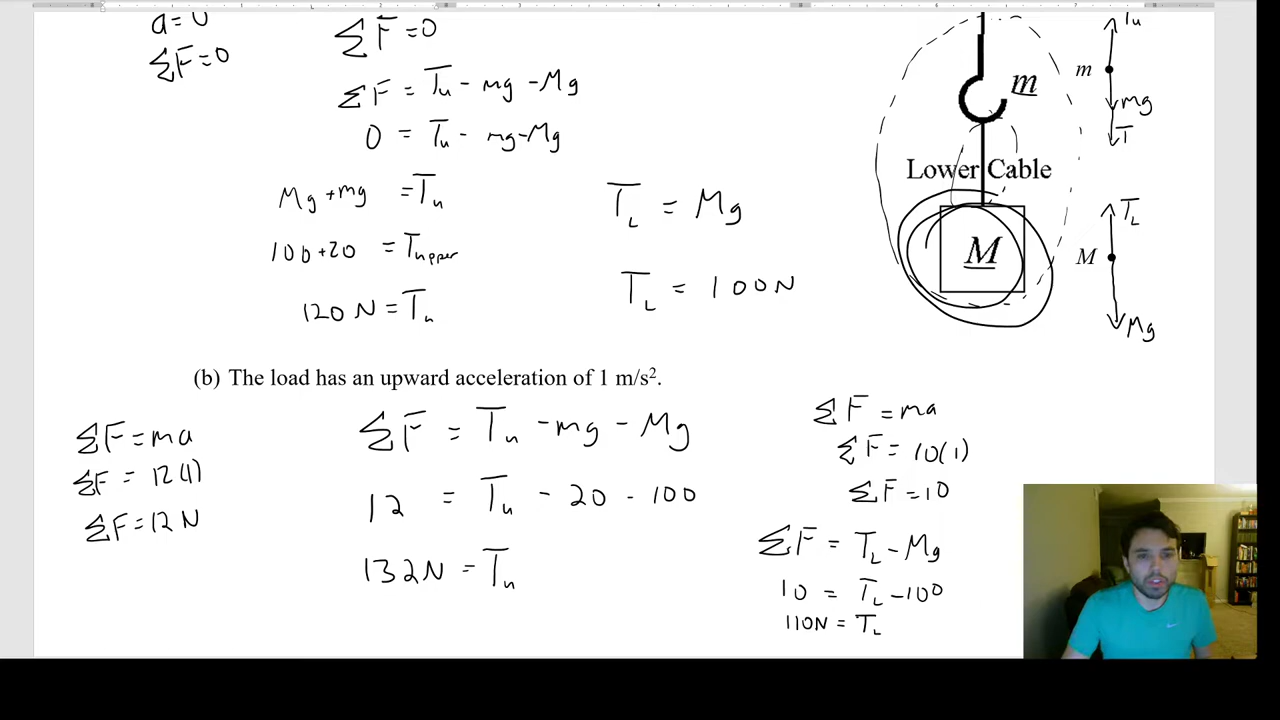 a=0
ΣF=0
ΣF=0
ΣF = Tu - mg - Mg
0 = Tu - mg-Mg
Mg +mg = Tu
100+20 = Tupper
120 N = Tu
TL = Mg
TL = 100N
m
Lower Cable
M
Tu
m
mg
T
TL
M
Mg
(b) The load has an upward acceleration of 1 m/s².
ΣF = ma
ΣF = 12(1)
ΣF = 12 N
ΣF = Tu - mg - Mg
12 = Tu - 20 - 100
132N = Tu
ΣF = ma
ΣF = 10(1)
ΣF = 10
ΣF = TL - Mg
10 = TL - 100
110N = TL